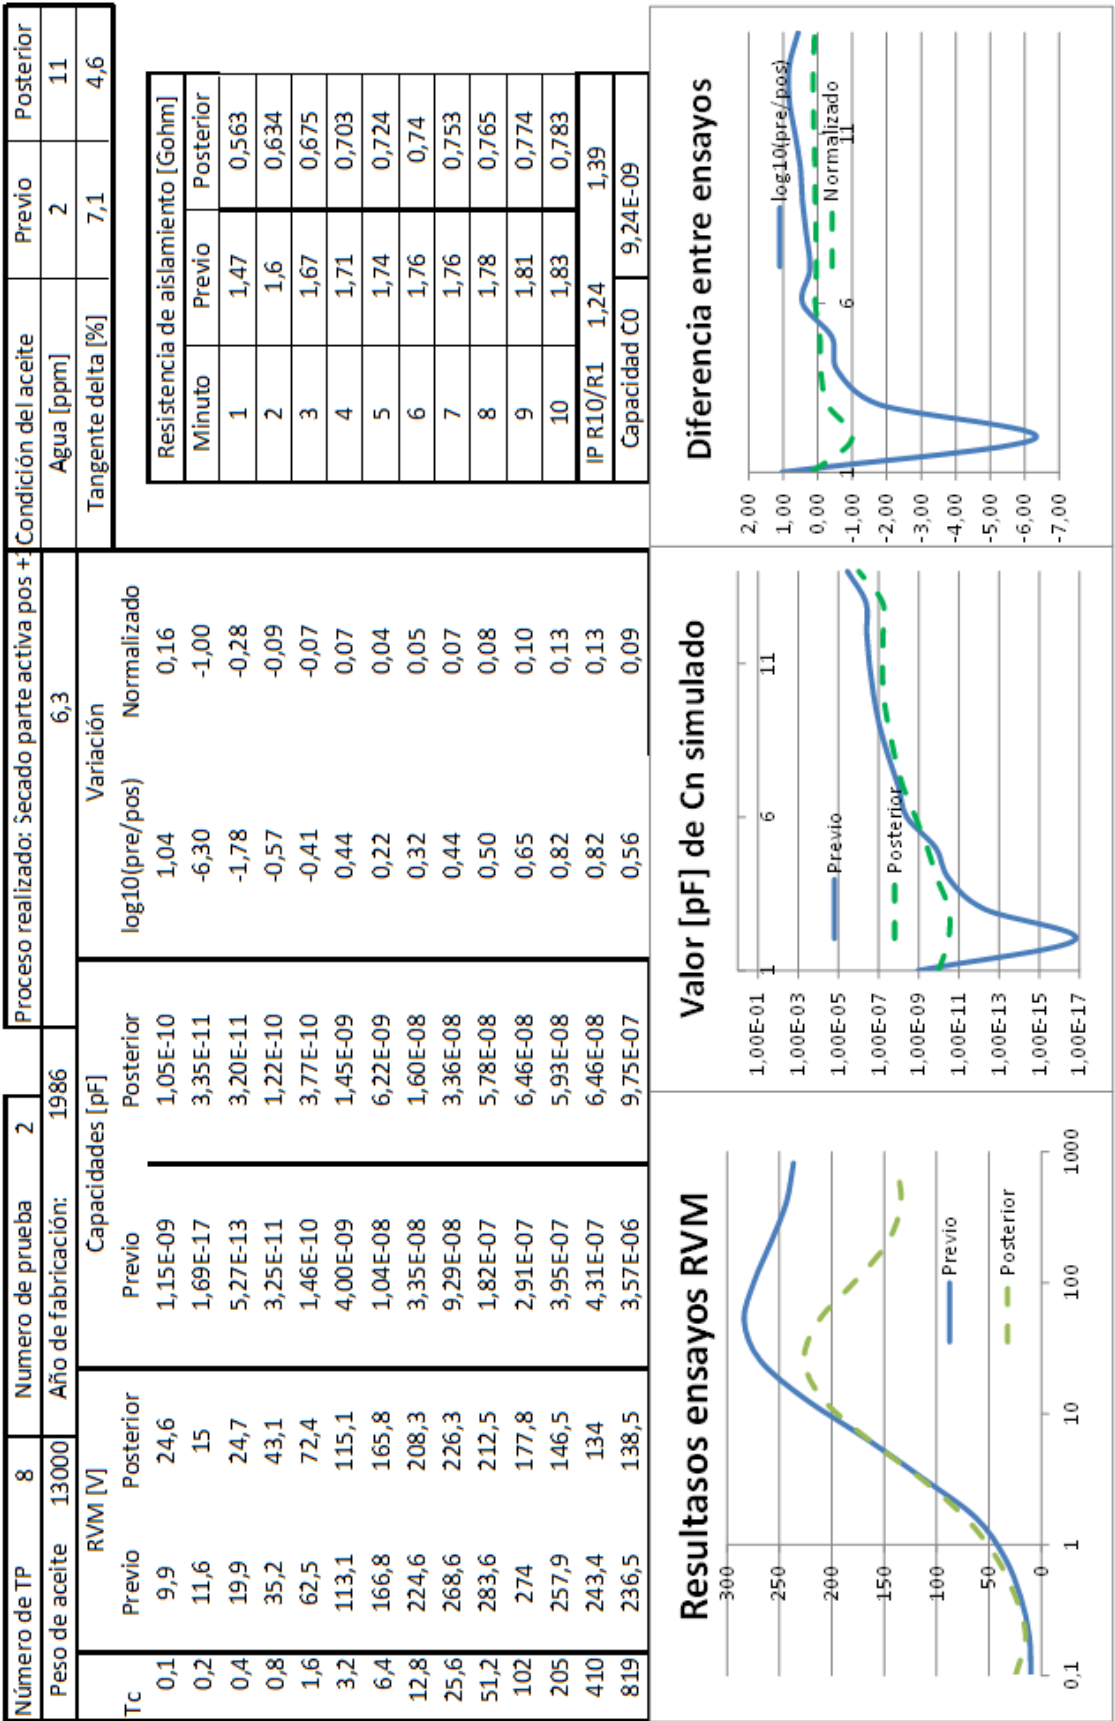 Número de TP 8 Numero de prueba 2 Proceso realizado: Secado parte activa pos +1 Condición del aceite Previo Posterior
Peso de aceite 13000 Año de fabricación: 1986 6,3 Agua [ppm] 2 11
RVM [V] Capacidades [pF] Variación Tangente delta [%] 7,1 4,6
Tc Previo Posterior Previo Posterior log10(pre/pos) Normalizado
0,1 9,9 24,6 1,15E-09 1,05E-10 1,04 0,16
0,2 11,6 15 1,69E-17 3,35E-11 -6,30 -1,00
0,4 19,9 24,7 5,27E-13 3,20E-11 -1,78 -0,28
0,8 35,2 43,1 3,25E-11 1,22E-10 -0,57 -0,09
1,6 62,5 72,4 1,46E-10 3,77E-10 -0,41 -0,07
3,2 113,1 115,1 4,00E-09 1,45E-09 0,44 0,07
6,4 166,8 165,8 1,04E-08 6,22E-09 0,22 0,04
12,8 224,6 208,3 3,35E-08 1,60E-08 0,32 0,05
25,6 268,6 226,3 9,29E-08 3,36E-08 0,44 0,07
51,2 283,6 212,5 1,82E-07 5,78E-08 0,50 0,08
102 274 177,8 2,91E-07 6,46E-08 0,65 0,10
205 257,9 146,5 3,95E-07 5,93E-08 0,82 0,13
410 243,4 134 4,31E-07 6,46E-08 0,82 0,13
819 236,5 138,5 3,57E-06 9,75E-07 0,56 0,09
Resistencia de aislamiento [Gohm]
Minuto Previo Posterior
1 1,47 0,563
2 1,6 0,634
3 1,67 0,675
4 1,71 0,703
5 1,74 0,724
6 1,76 0,74
7 1,76 0,753
8 1,78 0,765
9 1,81 0,774
10 1,83 0,783
IP R10/R1 1,24 1,39
Capacidad C0 9,24E-09
Resultasos ensayos RVM
300
250
200
150
100
50
0
0,1 1 10 100 1000
Previo
Posterior
Valor [pF] de Cn simulado
1,00E-01
1,00E-03
1,00E-05
1,00E-07
1,00E-09
1,00E-11
1,00E-13
1,00E-15
1,00E-17
1 6 11
Previo
Posterior
Diferencia entre ensayos
2,00
1,00
0,00
-1,00
-2,00
-3,00
-4,00
-5,00
-6,00
-7,00
1 6 11
log10(pre/pos)
Normalizado